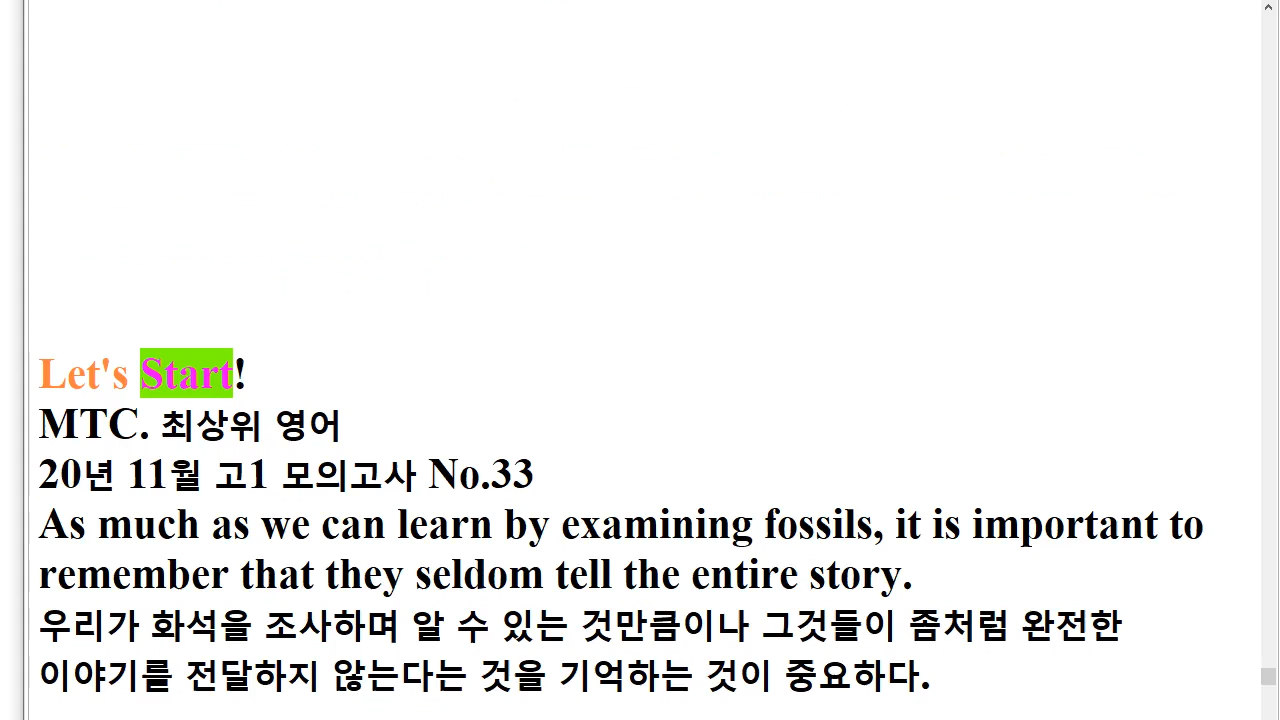 Let's Start!
MTC. 최상위 영어
20년 11월 고1 모의고사 No.33
As much as we can learn by examining fossils, it is important to
remember that they seldom tell the entire story.
우리가 화석을 조사하며 알 수 있는 것만큼이나 그것들이 좀처럼 완전한
이야기를 전달하지 않는다는 것을 기억하는 것이 중요하다.